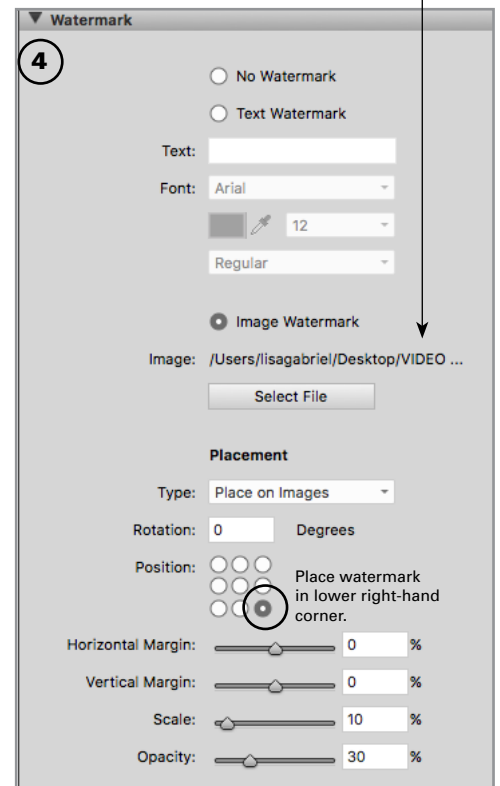 Watermark
4
No Watermark
Text Watermark
Text:
Font: Arial
12
Regular
Image Watermark
Image: /Users/lisagabriel/Desktop/VIDEO ...
Select File
Placement
Type: Place on Images
Rotation: 0 Degrees
Position:
Place watermark
in lower right-hand
corner.
Horizontal Margin: 0 %
Vertical Margin: 0 %
Scale: 10 %
Opacity: 30 %